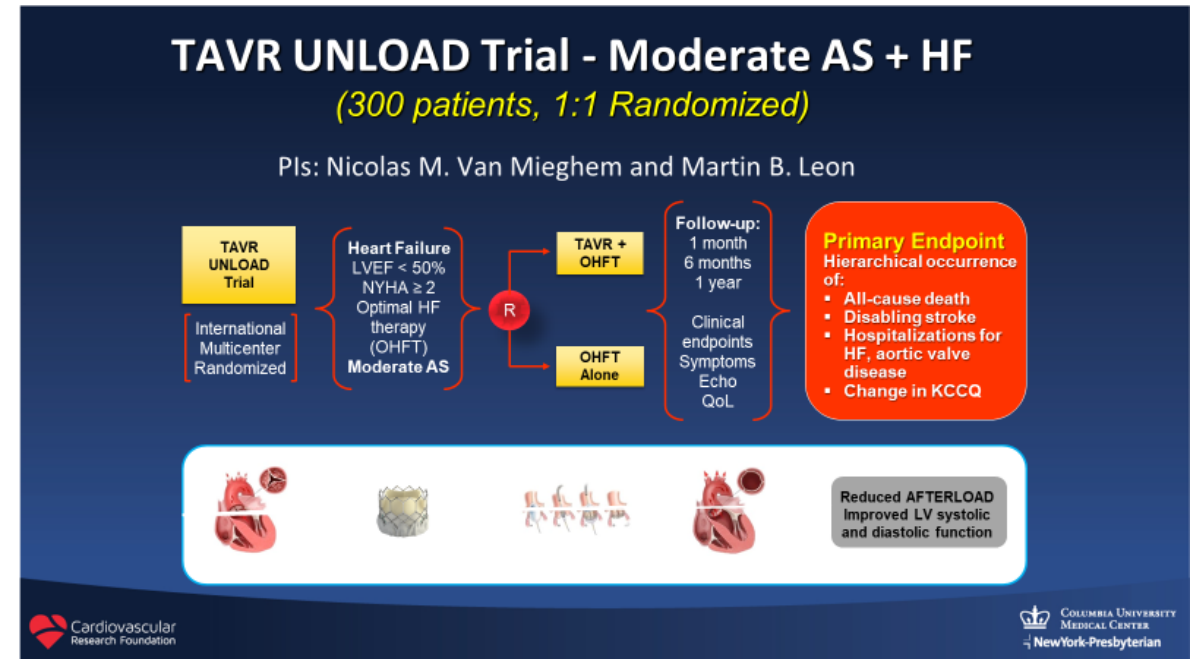 TAVR UNLOAD Trial - Moderate AS + HF
(300 patients, 1:1 Randomized)
PIs: Nicolas M. Van Mieghem and Martin B. Leon
TAVR
UNLOAD
Trial
International
Multicenter
Randomized
Heart Failure
LVEF < 50%
NYHA ≥ 2
Optimal HF
therapy
(OHFT)
Moderate AS
R
TAVR +
OHFT
OHFT
Alone
Follow-up:
1 month
6 months
1 year
Clinical
endpoints
Symptoms
Echo
QoL
Primary Endpoint
Hierarchical occurrence
of:
▪ All-cause death
▪ Disabling stroke
▪ Hospitalizations for
HF, aortic valve
disease
▪ Change in KCCQ
Reduced AFTERLOAD
Improved LV systolic
and diastolic function
Cardiovascular
Research Foundation
COLUMBIA UNIVERSITY
MEDICAL CENTER
NewYork-Presbyterian